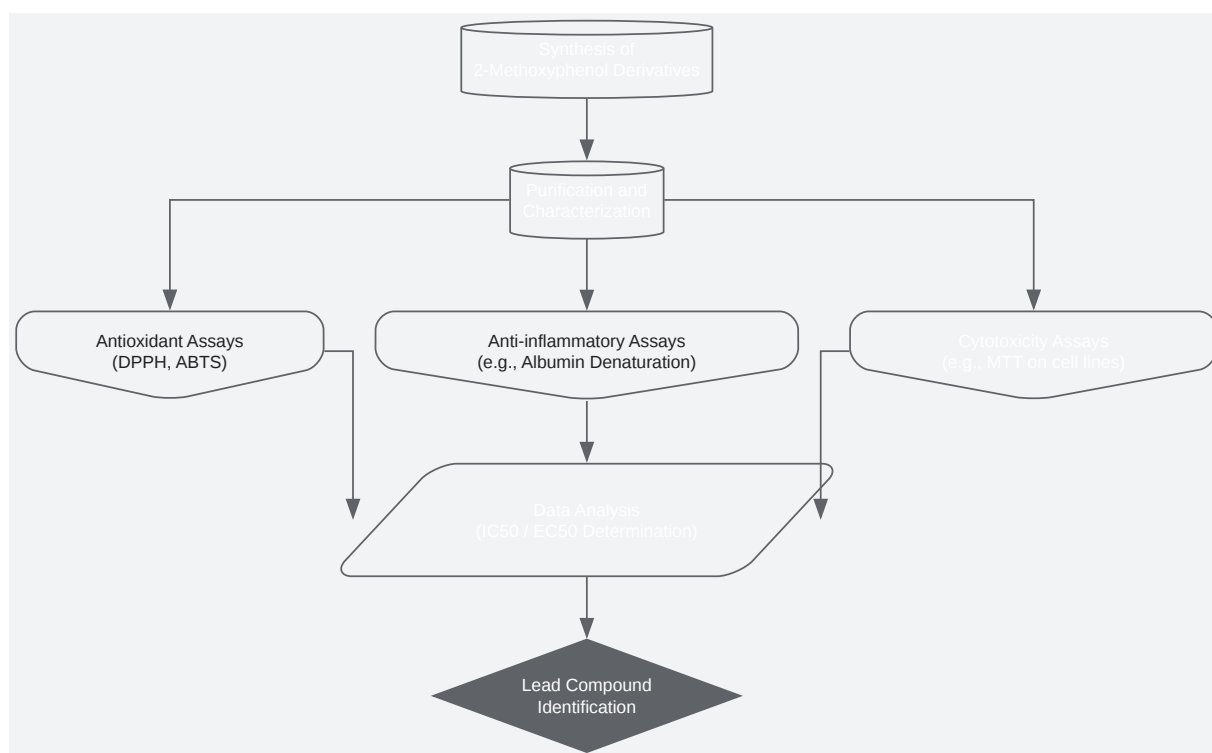 Synthesis of
2-Methoxyphenol Derivatives
Purification and
Characterization
Antioxidant Assays
(DPPH, ABTS)
Anti-inflammatory Assays
(e.g., Albumin Denaturation)
Cytotoxicity Assays
(e.g., MTT on cell lines)
Data Analysis
(IC50 / EC50 Determination)
Lead Compound
Identification